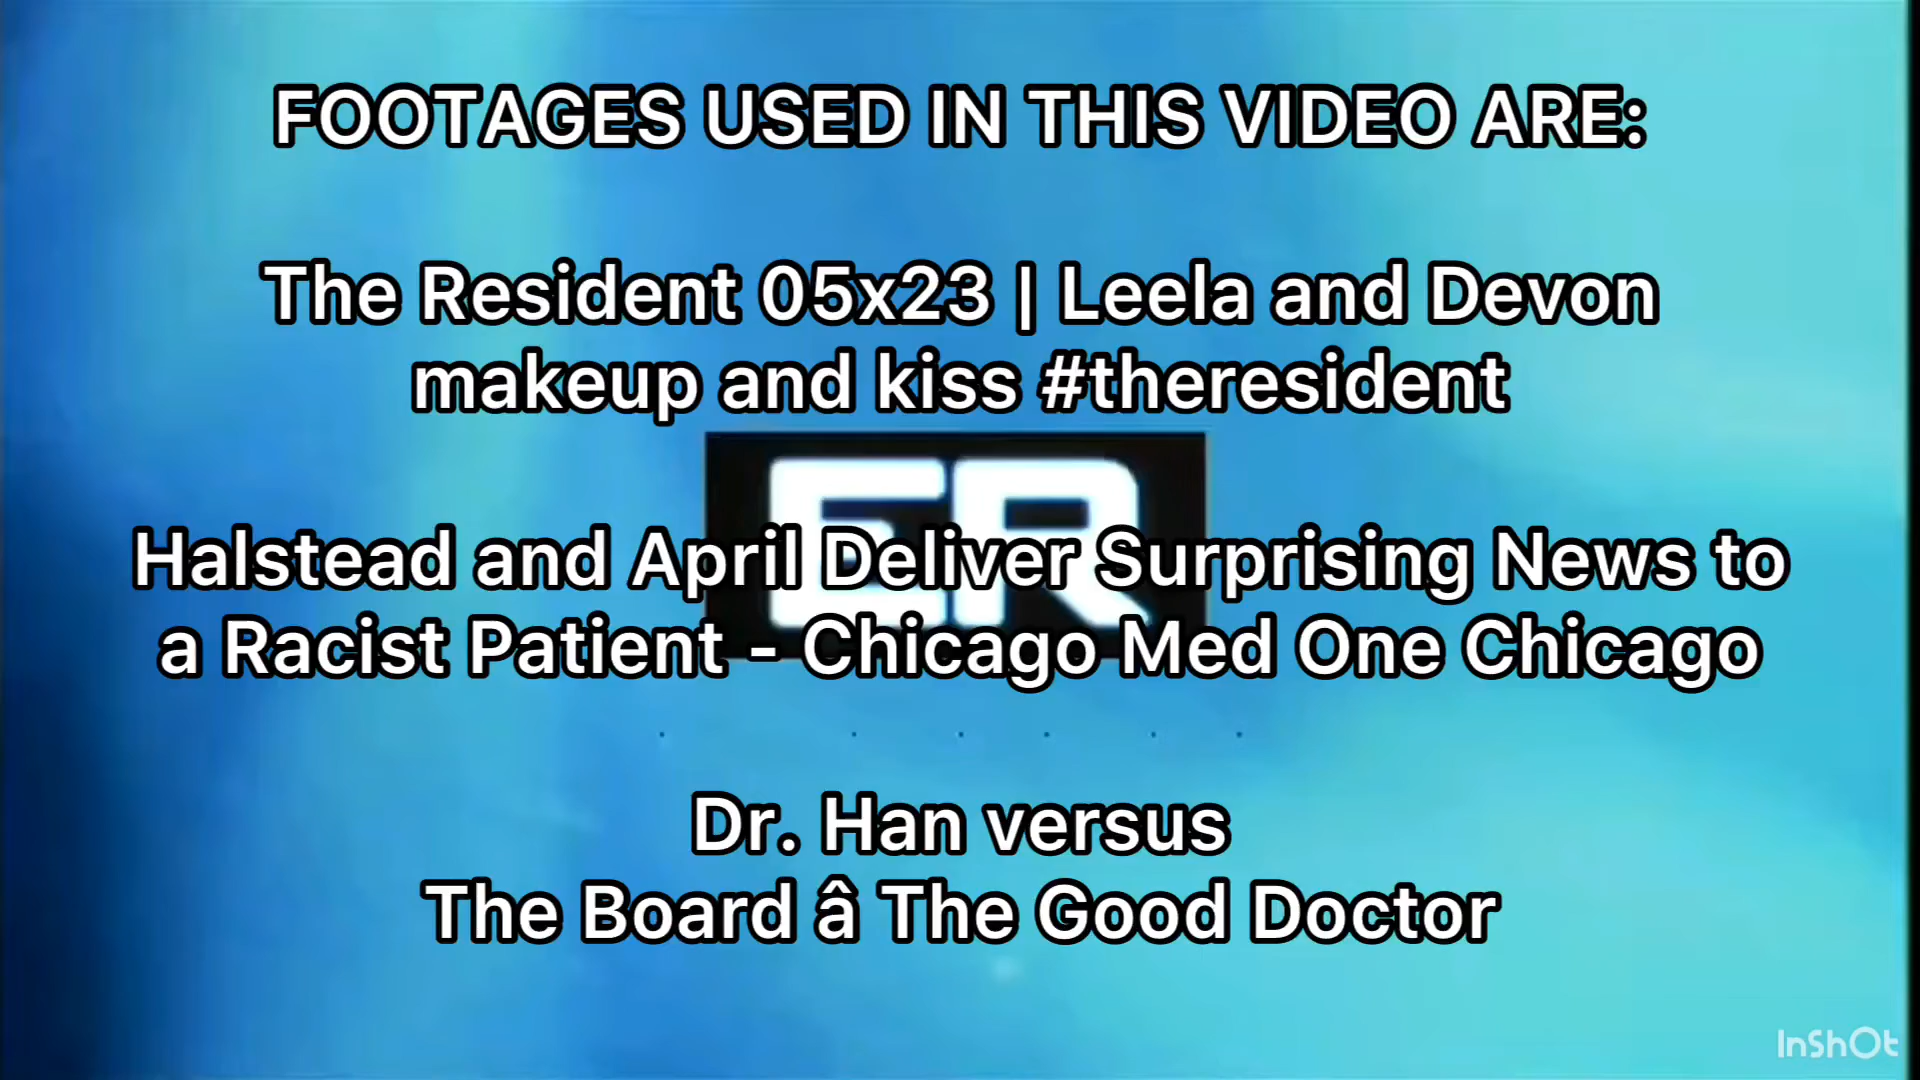 FOOTAGES USED IN THIS VIDEO ARE:
The Resident 05x23 | Leela and Devon
makeup and kiss #theresident
ER
Halstead and April Deliver Surprising News to
a Racist Patient - Chicago Med One Chicago
Dr. Han versus
The Board â The Good Doctor
InShOt